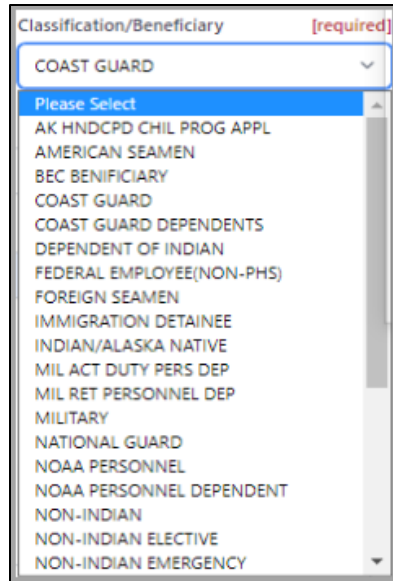 Classification/Beneficiary [required]
COAST GUARD
Please Select
AK HNDCPD CHIL PROG APPL
AMERICAN SEAMEN
BEC BENIFICIARY
COAST GUARD
COAST GUARD DEPENDENTS
DEPENDENT OF INDIAN
FEDERAL EMPLOYEE(NON-PHS)
FOREIGN SEAMEN
IMMIGRATION DETAINEE
INDIAN/ALASKA NATIVE
MIL ACT DUTY PERS DEP
MIL RET PERSONNEL DEP
MILITARY
NATIONAL GUARD
NOAA PERSONNEL
NOAA PERSONNEL DEPENDENT
NON-INDIAN
NON-INDIAN ELECTIVE
NON-INDIAN EMERGENCY